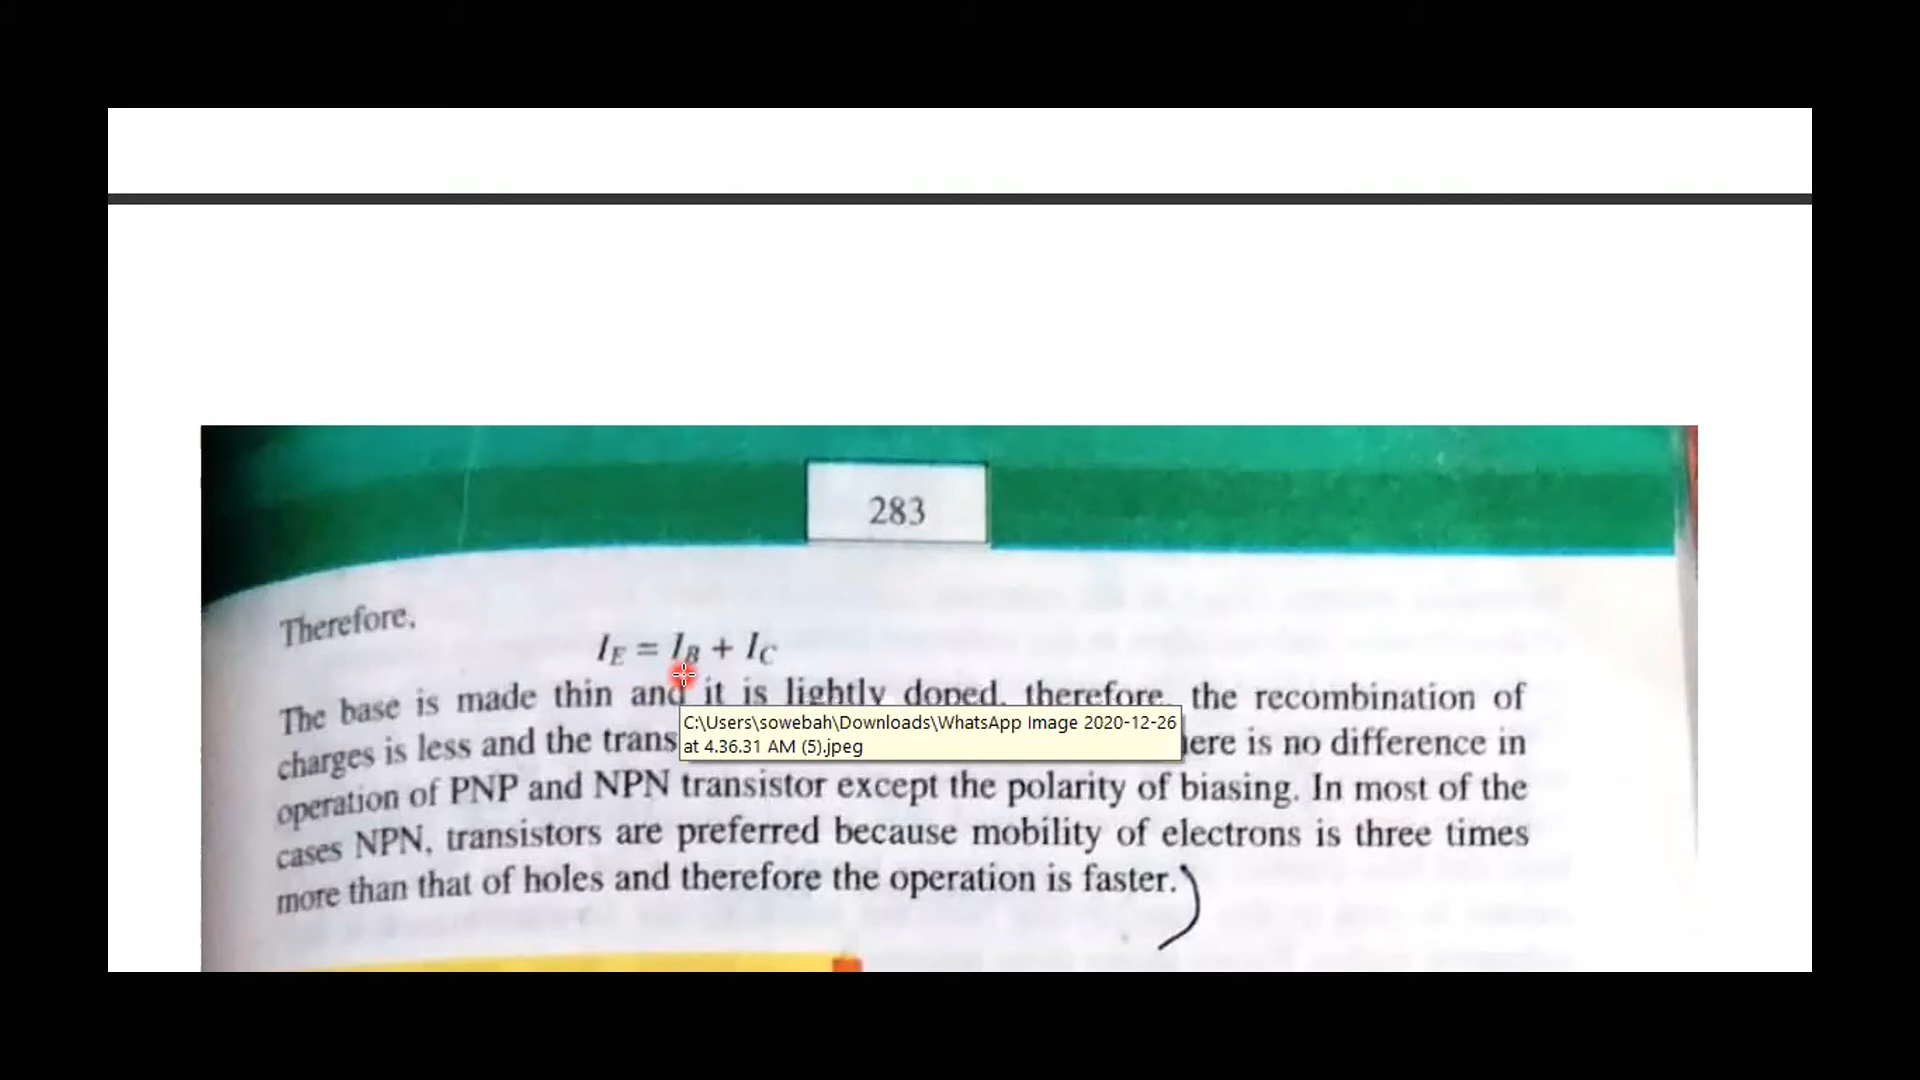 283
Therefore,
I_E = I_B + I_C
The base is made thin and it is lightly doped, therefore, the recombination of
charges is less and the trans
C:\Users\sowebah\Downloads\WhatsApp Image 2020-12-26
at 4.36.31 AM (5).jpeg
ere is no difference in
operation of PNP and NPN transistor except the polarity of biasing. In most of the
cases NPN, transistors are preferred because mobility of electrons is three times
more than that of holes and therefore the operation is faster.